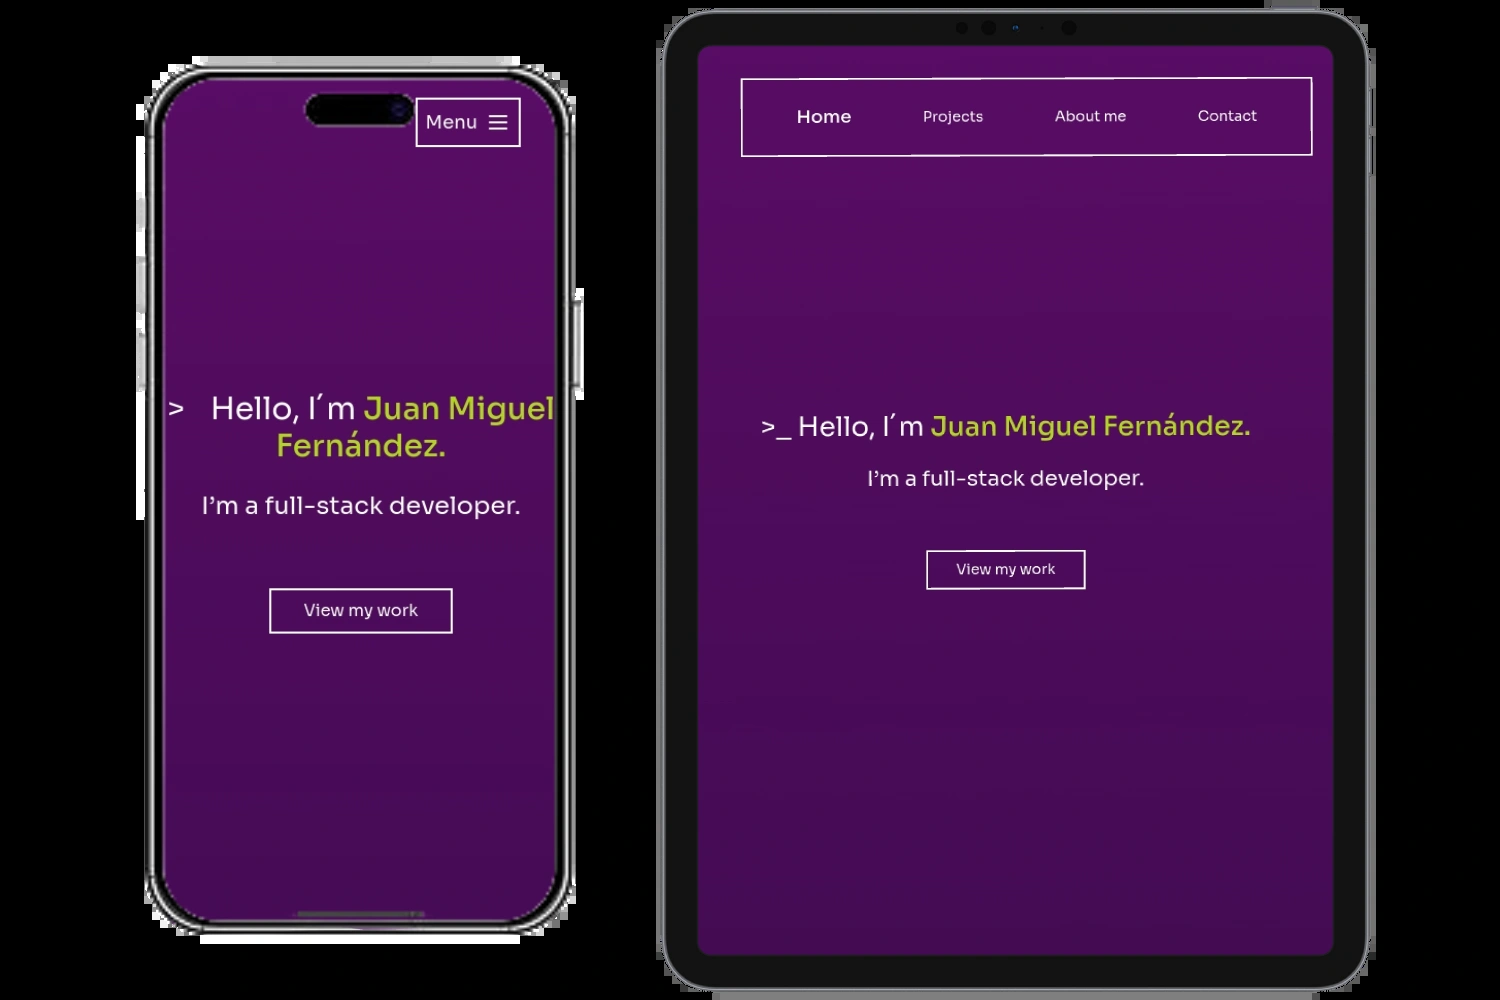 Menu
> Hello, I´m Juan Miguel
Fernández.
I’m a full-stack developer.
View my work
Home Projects About me Contact
>_ Hello, I´m Juan Miguel Fernández.
I’m a full-stack developer.
View my work